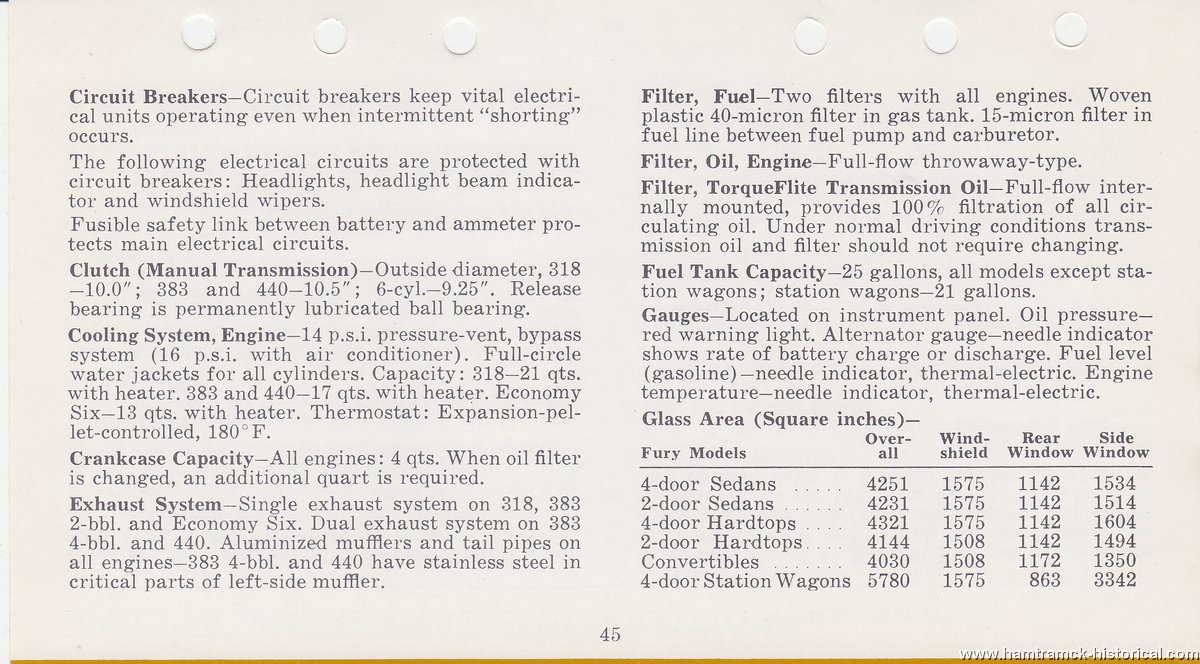 Circuit Breakers—Circuit breakers keep vital electri-
cal units operating even when intermittent “shorting”
occurs.
The following electrical circuits are protected with
circuit breakers: Headlights, headlight beam indica-
tor and windshield wipers.
Fusible safety link between battery and ammeter pro-
tects main electrical circuits.
Clutch (Manual Transmission)—Outside diameter, 318
—10.0″; 383 and 440—10.5″; 6-cyl.—9.25″. Release
bearing is permanently lubricated ball bearing.
Cooling System, Engine—14 p.s.i. pressure-vent, bypass
system (16 p.s.i. with air conditioner). Full-circle
water jackets for all cylinders. Capacity: 318—21 qts.
with heater. 383 and 440—17 qts. with heater. Economy
Six—13 qts. with heater. Thermostat: Expansion-pel-
let-controlled, 180° F.
Crankcase Capacity—All engines: 4 qts. When oil filter
is changed, an additional quart is required.
Exhaust System—Single exhaust system on 318, 383
2-bbl. and Economy Six. Dual exhaust system on 383
4-bbl. and 440. Aluminized mufflers and tail pipes on
all engines—383 4-bbl. and 440 have stainless steel in
critical parts of left-side muffler.
Filter, Fuel—Two filters with all engines. Woven
plastic 40-micron filter in gas tank. 15-micron filter in
fuel line between fuel pump and carburetor.
Filter, Oil, Engine—Full-flow throwaway-type.
Filter, TorqueFlite Transmission Oil—Full-flow inter-
nally mounted, provides 100% filtration of all cir-
culating oil. Under normal driving conditions trans-
mission oil and filter should not require changing.
Fuel Tank Capacity—25 gallons, all models except sta-
tion wagons; station wagons—21 gallons.
Gauges—Located on instrument panel. Oil pressure—
red warning light. Alternator gauge—needle indicator
shows rate of battery charge or discharge. Fuel level
(gasoline)—needle indicator, thermal-electric. Engine
temperature—needle indicator, thermal-electric.
Glass Area (Square inches)—
Over- Wind- Rear Side
Fury Models all shield Window Window
4-door Sedans ..... 4251 1575 1142 1534
2-door Sedans ..... 4231 1575 1142 1514
4-door Hardtops .... 4321 1575 1142 1604
2-door Hardtops.... 4144 1508 1142 1494
Convertibles ....... 4030 1508 1172 1350
4-door Station Wagons 5780 1575 863 3342
45
www.hamtramck-historical.com